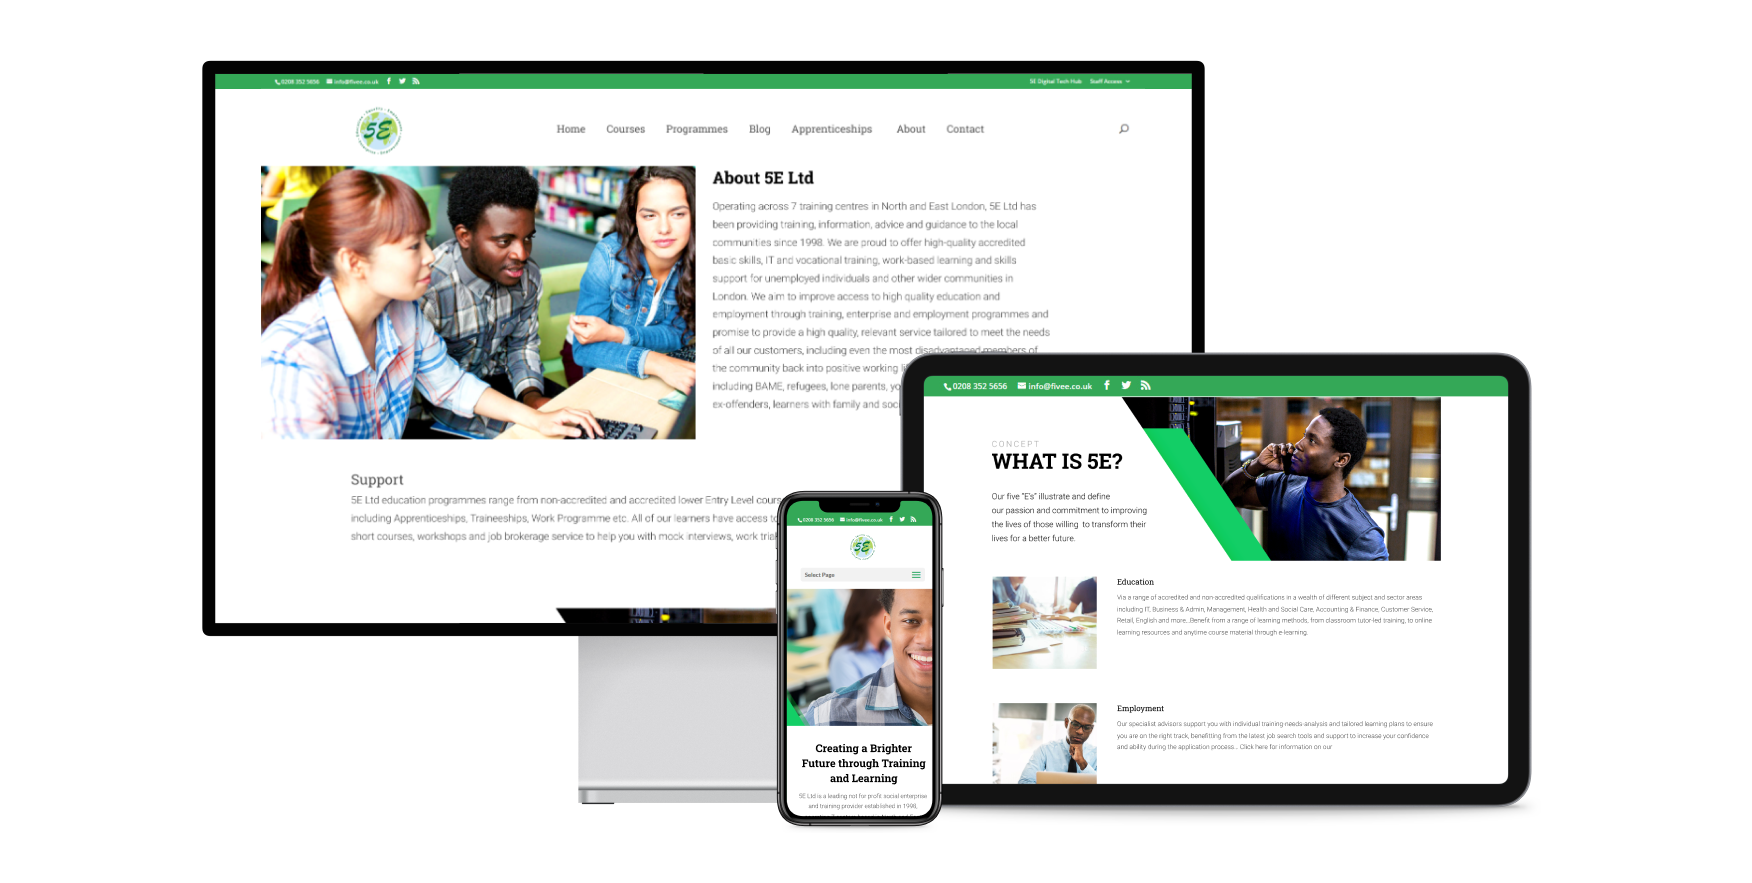 0208 352 5656 info@fivee.co.uk
5E Digital Tech Hub Staff Access
5E
Home Courses Programmes Blog Apprenticeships About Contact
About 5E Ltd
Operating across 7 training centres in North and East London, 5E Ltd has
been providing training, information, advice and guidance to the local
communities since 1998. We are proud to offer high-quality accredited
basic skills, IT and vocational training, work-based learning and skills
support for unemployed individuals and other wider communities in
London. We aim to improve access to high quality education and
employment through training, enterprise and employment programmes and
promise to provide a high quality, relevant service tailored to meet the needs
of all our customers, including even the most disadvantaged members of
the community back into positive working
including BAME, refugees, lone parents,
ex-offenders, learners with family and
Support
5E Ltd education programmes range from non-accredited and accredited lower Entry Level
including Apprenticeships, Traineeships, Work Programme etc. All of our learners have access to
short courses, workshops and job brokerage service to help you with mock interviews, work
0208 352 5656 info@fivee.co.uk
5E
Select Page
Creating a Brighter
Future through Training
and Learning
5E Ltd is a leading not for profit social enterprise
and training provider established in 1998,
0208 352 5656 info@fivee.co.uk
CONCEPT
WHAT IS 5E?
Our five "E's" illustrate and define
our passion and commitment to improving
the lives of those willing to transform their
lives for a better future.
Education
Via a range of accredited and non-accredited qualifications in a wealth of different subject and sector areas
including IT, Business & Admin, Management, Health and Social Care, Accounting & Finance, Customer Service,
Retail, English and more...Benefit from a range of learning methods, from classroom tutor-led training, to online
learning resources and anytime course material through e-learning.
Employment
Our specialist advisors support you with individual training-needs-analysis and tailored learning plans to ensure
you are on the right track, benefitting from the latest job search tools and support to increase your confidence
and ability during the application process... Click here for information on our